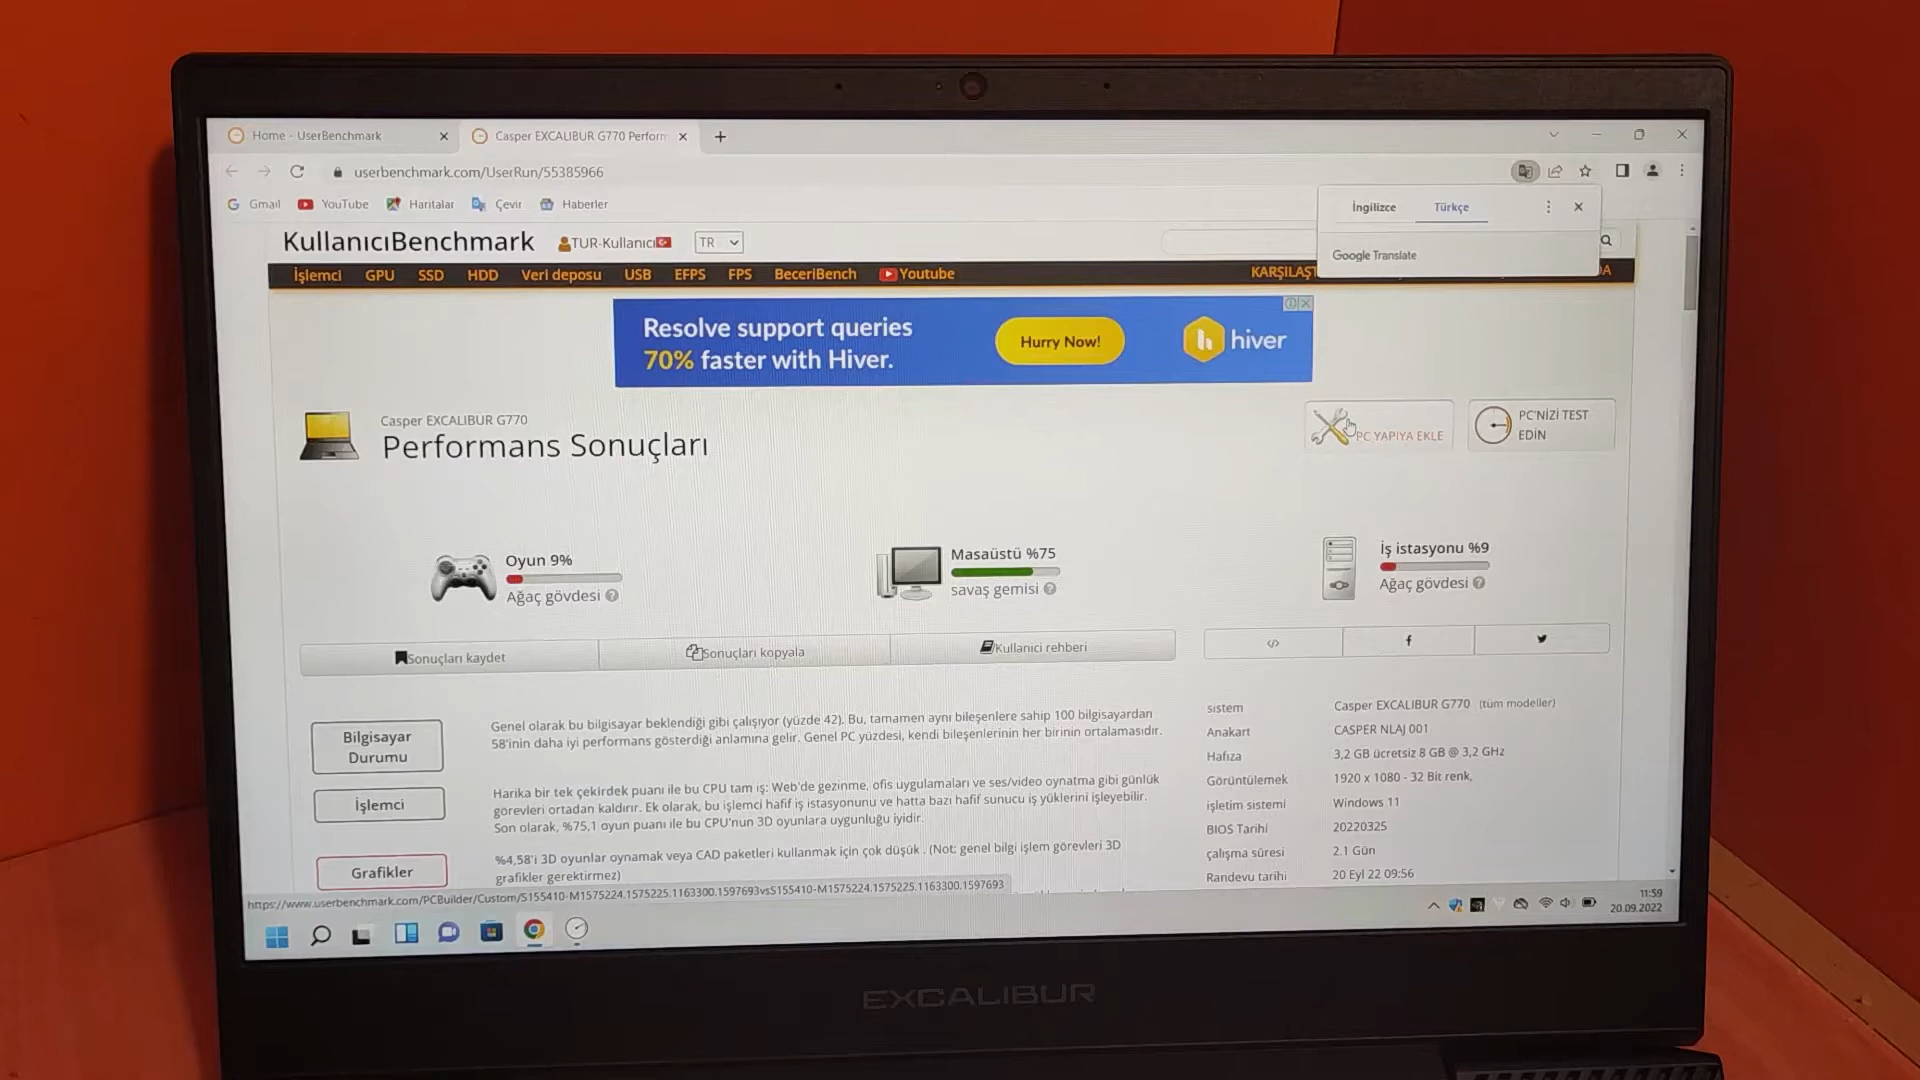 Home - UserBenchmark
Casper EXCALIBUR G770 Perform
userbenchmark.com/UserRun/55385966
Gmail
YouTube
Haritalar
Çevir
Haberler
İngilizce
Türkçe
Google Translate
KullanıcıBenchmark
TUR-Kullanıcı
TR
İşlemci
GPU
SSD
HDD
Veri deposu
USB
EFPS
FPS
BeceriBench
Youtube
KARŞILAŞT
Resolve support queries
70% faster with Hiver.
Hurry Now!
hiver
Casper EXCALIBUR G770
Performans Sonuçları
PC YAPIYA EKLE
PC'NİZİ TEST
EDİN
Oyun 9%
Ağaç gövdesi
Masaüstü %75
savaş gemisi
İş istasyonu %9
Ağaç gövdesi
Sonuçları kaydet
Sonuçları kopyala
Kullanici rehberi
Bilgisayar
Durumu
İşlemci
Grafikler
Genel olarak bu bilgisayar beklendiği gibi çalışıyor (yüzde 42). Bu, tamamen aynı bileşenlere sahip 100 bilgisayardan
58'inin daha iyi performans gösterdiği anlamına gelir. Genel PC yüzdesi, kendi bileşenlerinin her birinin ortalamasıdır.
Harika bir tek çekirdek puanı ile bu CPU tam iş: Web'de gezinme, ofis uygulamaları ve ses/video oynatma gibi günlük
görevleri ortadan kaldırır. Ek olarak, bu işlemci hafif iş istasyonunu ve hatta bazı hafif sunucu iş yüklerini işleyebilir.
Son olarak, %75,1 oyun puanı ile bu CPU'nun 3D oyunlara uygunluğu iyidir.
%4,58'i 3D oyunlar oynamak veya CAD paketleri kullanmak için çok düşük . (Not: genel bilgi işlem görevleri 3D
grafikler gerektirmez)
sistem
Casper EXCALIBUR G770 (tüm modeller)
Anakart
CASPER NLAJ 001
Hafıza
3,2 GB ücretsiz 8 GB @ 3,2 GHz
Görüntülemek
1920 x 1080 - 32 Bit renk,
işletim sistemi
Windows 11
BIOS Tarihi
20220325
çalışma süresi
2.1 Gün
Randevu tarihi
20 Eyl 22 09:56
https://www.userbenchmark.com/PCBuilder/Custom/S155410-M1575224.1575225.1163300.1597693vsS155410-M1575224.1575225.1163300.1597693
11:59
20.09.2022
EXCALIBUR